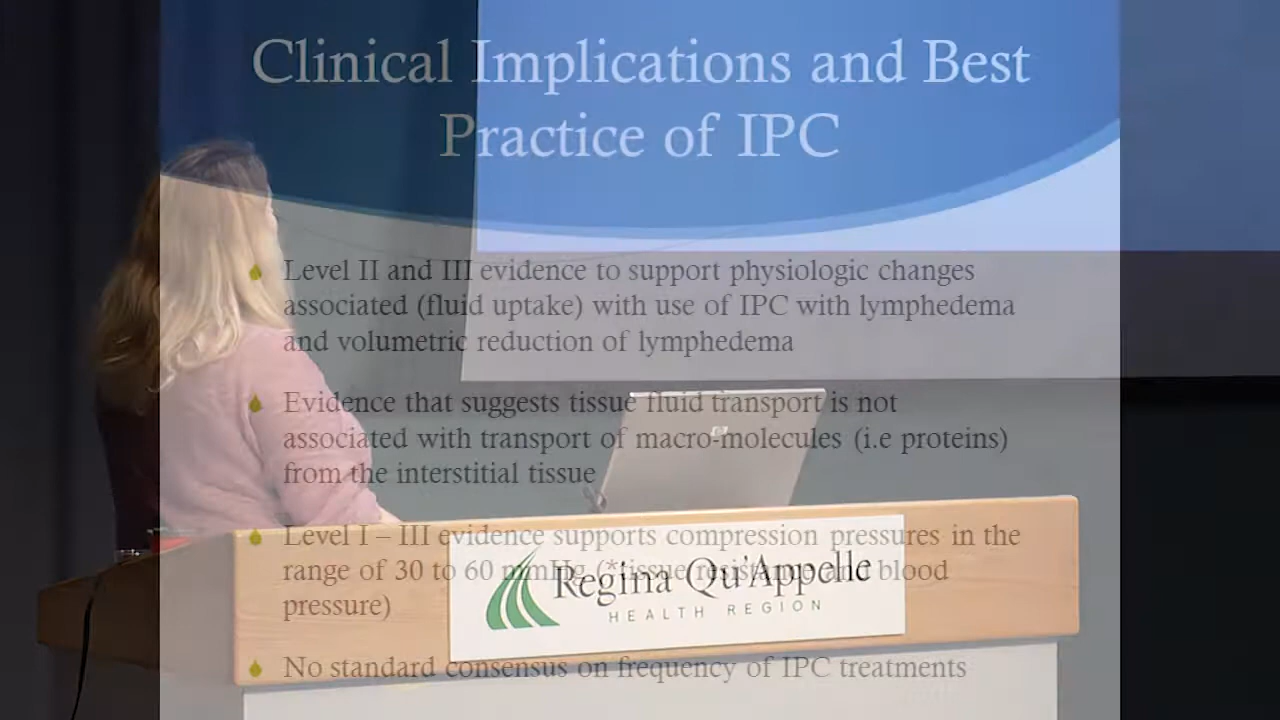 Clinical Implications and Best
Practice of IPC
Level II and III evidence to support physiologic changes
associated (fluid uptake) with use of IPC with lymphedema
and volumetric reduction of lymphedema
Evidence that suggests tissue fluid transport is not
associated with transport of macro-molecules (i.e proteins)
from the interstitial tissue
Level I – III evidence supports compression pressures in the
range of 30 to 60 mmHg (*tissue resistance and blood
pressure)
No standard consensus on frequency of IPC treatments
hp
Regina Qu'Appelle
HEALTH REGION